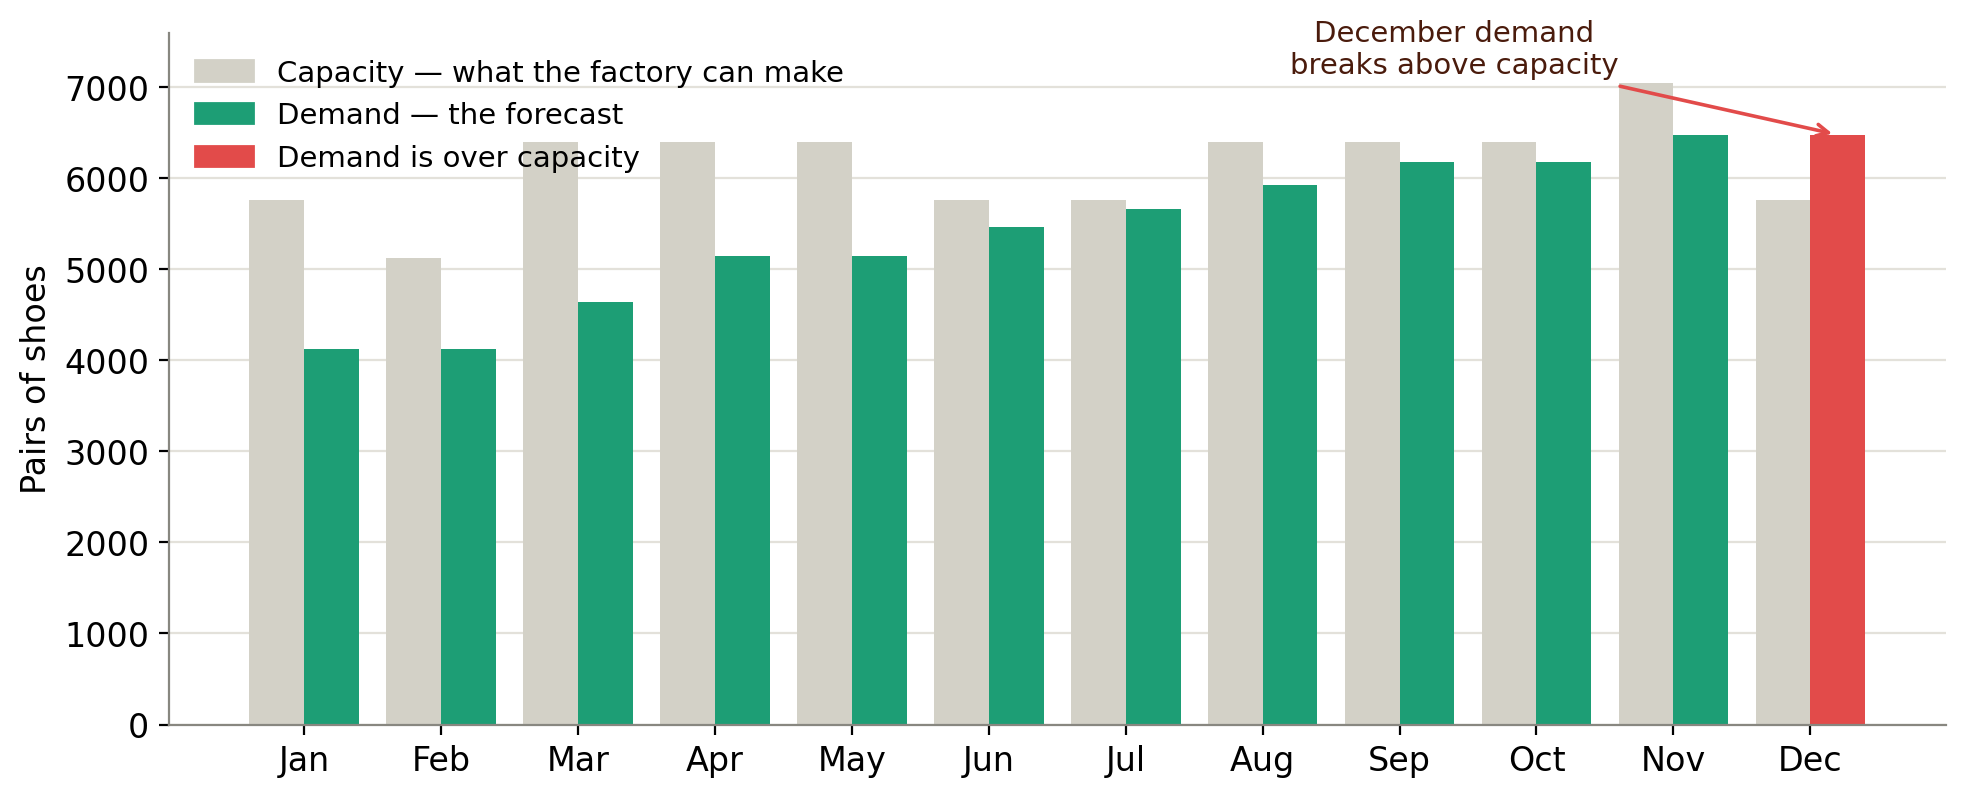 December demand
breaks above capacity
Capacity — what the factory can make
Demand — the forecast
Demand is over capacity
Pairs of shoes
7000
6000
5000
4000
3000
2000
1000
0
Jan Feb Mar Apr May Jun Jul Aug Sep Oct Nov Dec